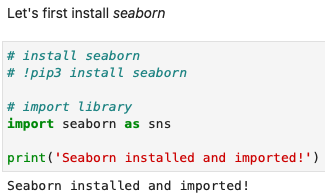 Let's first install seaborn
# install seaborn
# !pip3 install seaborn
# import library
import seaborn as sns
print('Seaborn installed and imported!')
Seaborn installed and imported!